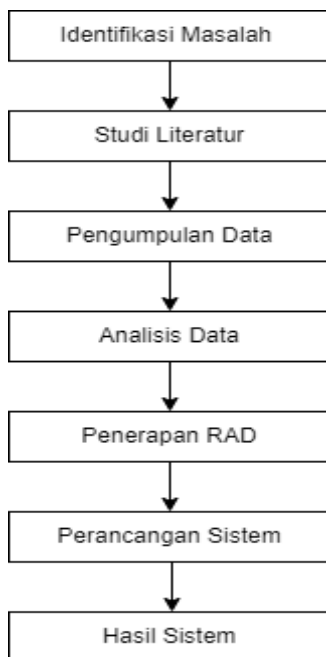 Identifikasi Masalah
Studi Literatur
Pengumpulan Data
Analisis Data
Penerapan RAD
Perancangan Sistem
Hasil Sistem